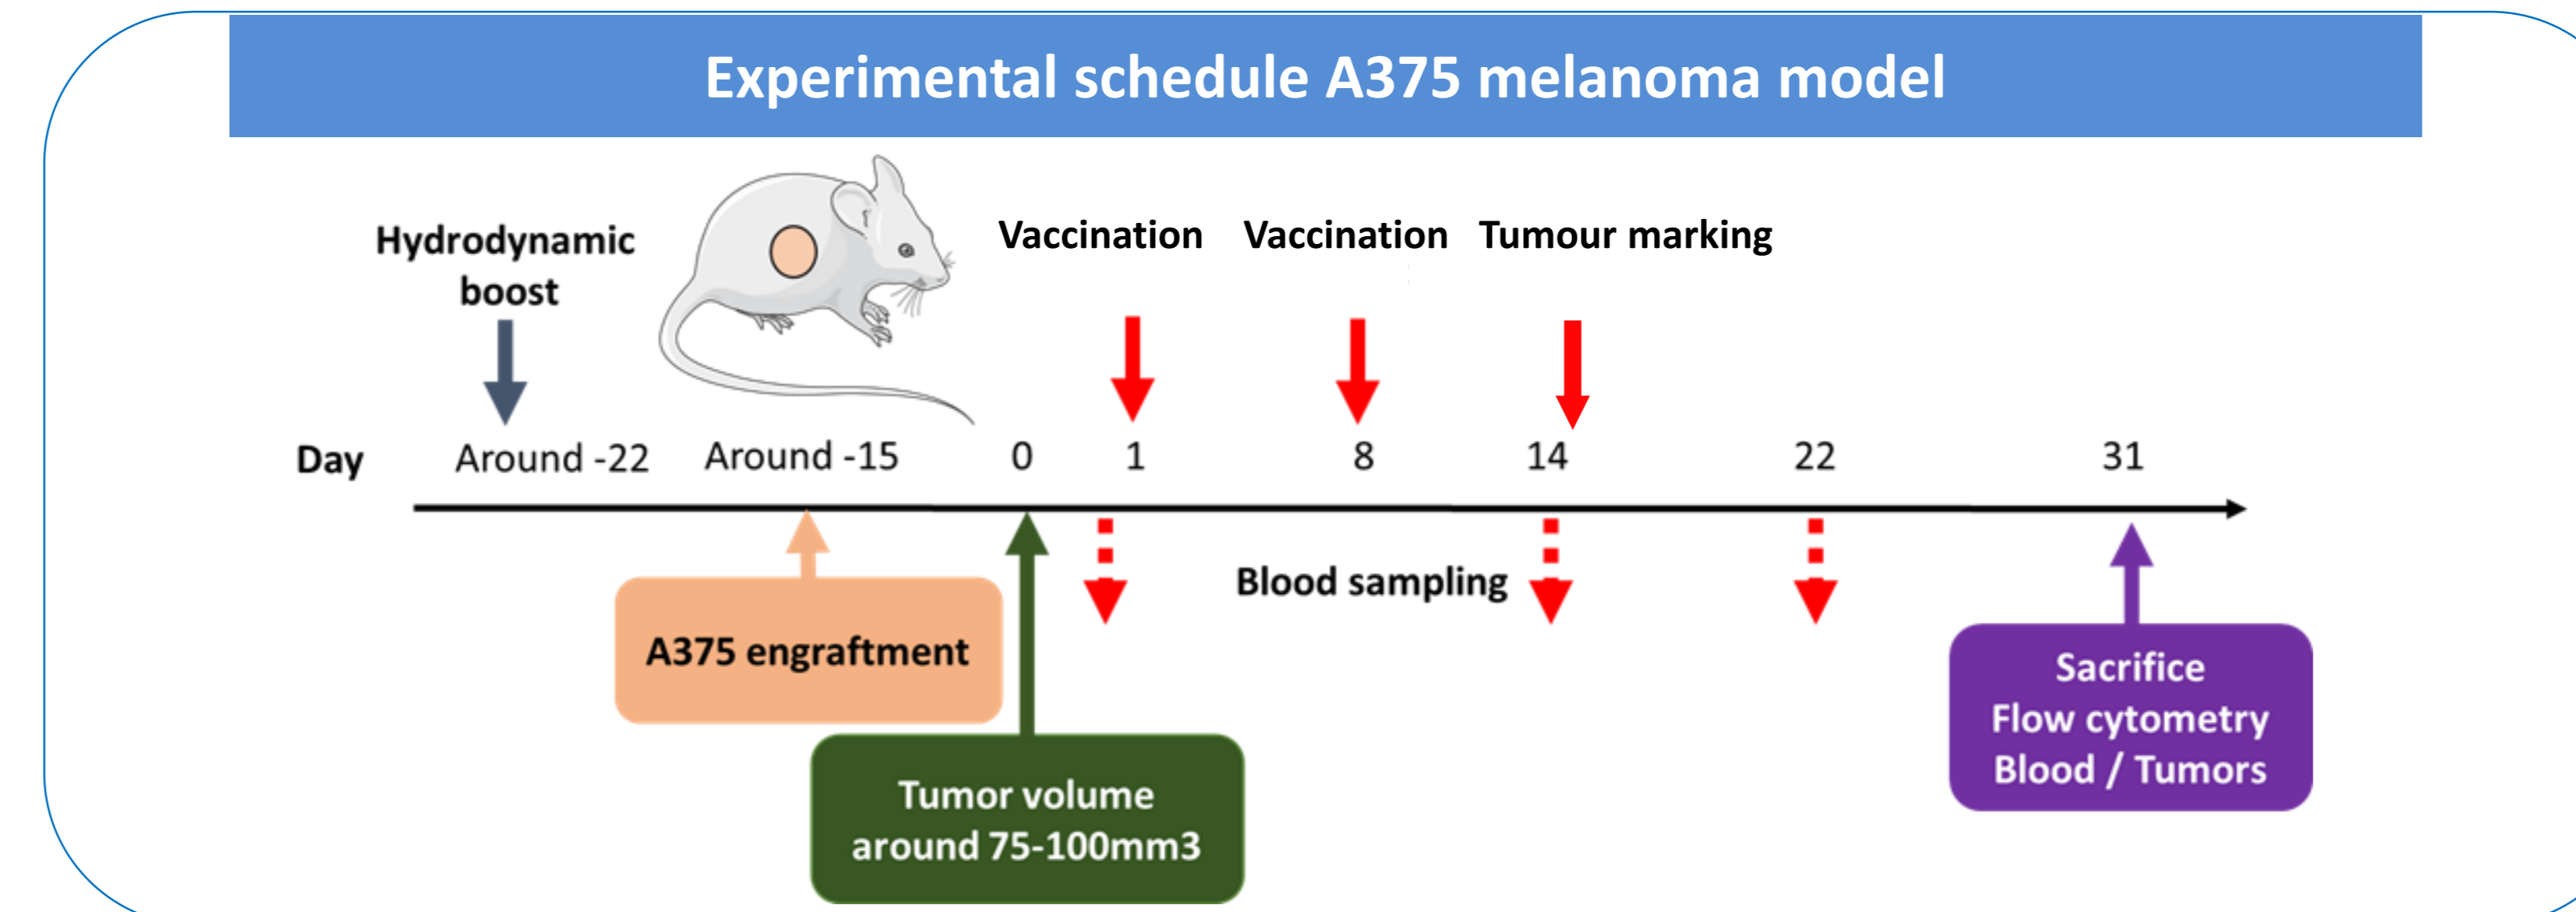 Experimental schedule A375 melanoma model
Hydrodynamic
boost
Vaccination
Vaccination
Tumour marking
Day
Around -22
Around -15
0
1
8
14
22
31
Blood sampling
A375 engraftment
Tumor volume
around 75-100mm3
Sacrifice
Flow cytometry
Blood / Tumors